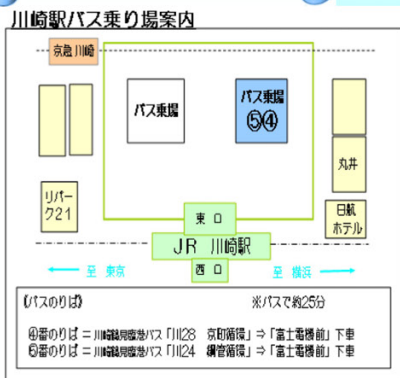 川崎駅バス乗り場案内
京急川崎
バス乗場
バス乗場
⑤④
丸井
リバー
ク21
日航
ホテル
東 口
JR 川崎駅
西 口
至 東京
至 横浜
(バスのりば) ※バスで約25分
④番のりば = 川崎鶴見臨港バス「川28 京町循環」⇒「富士電機前」下車
⑤番のりば = 川崎鶴見臨港バス「川24 鋼管循環」⇒「富士電機前」下車